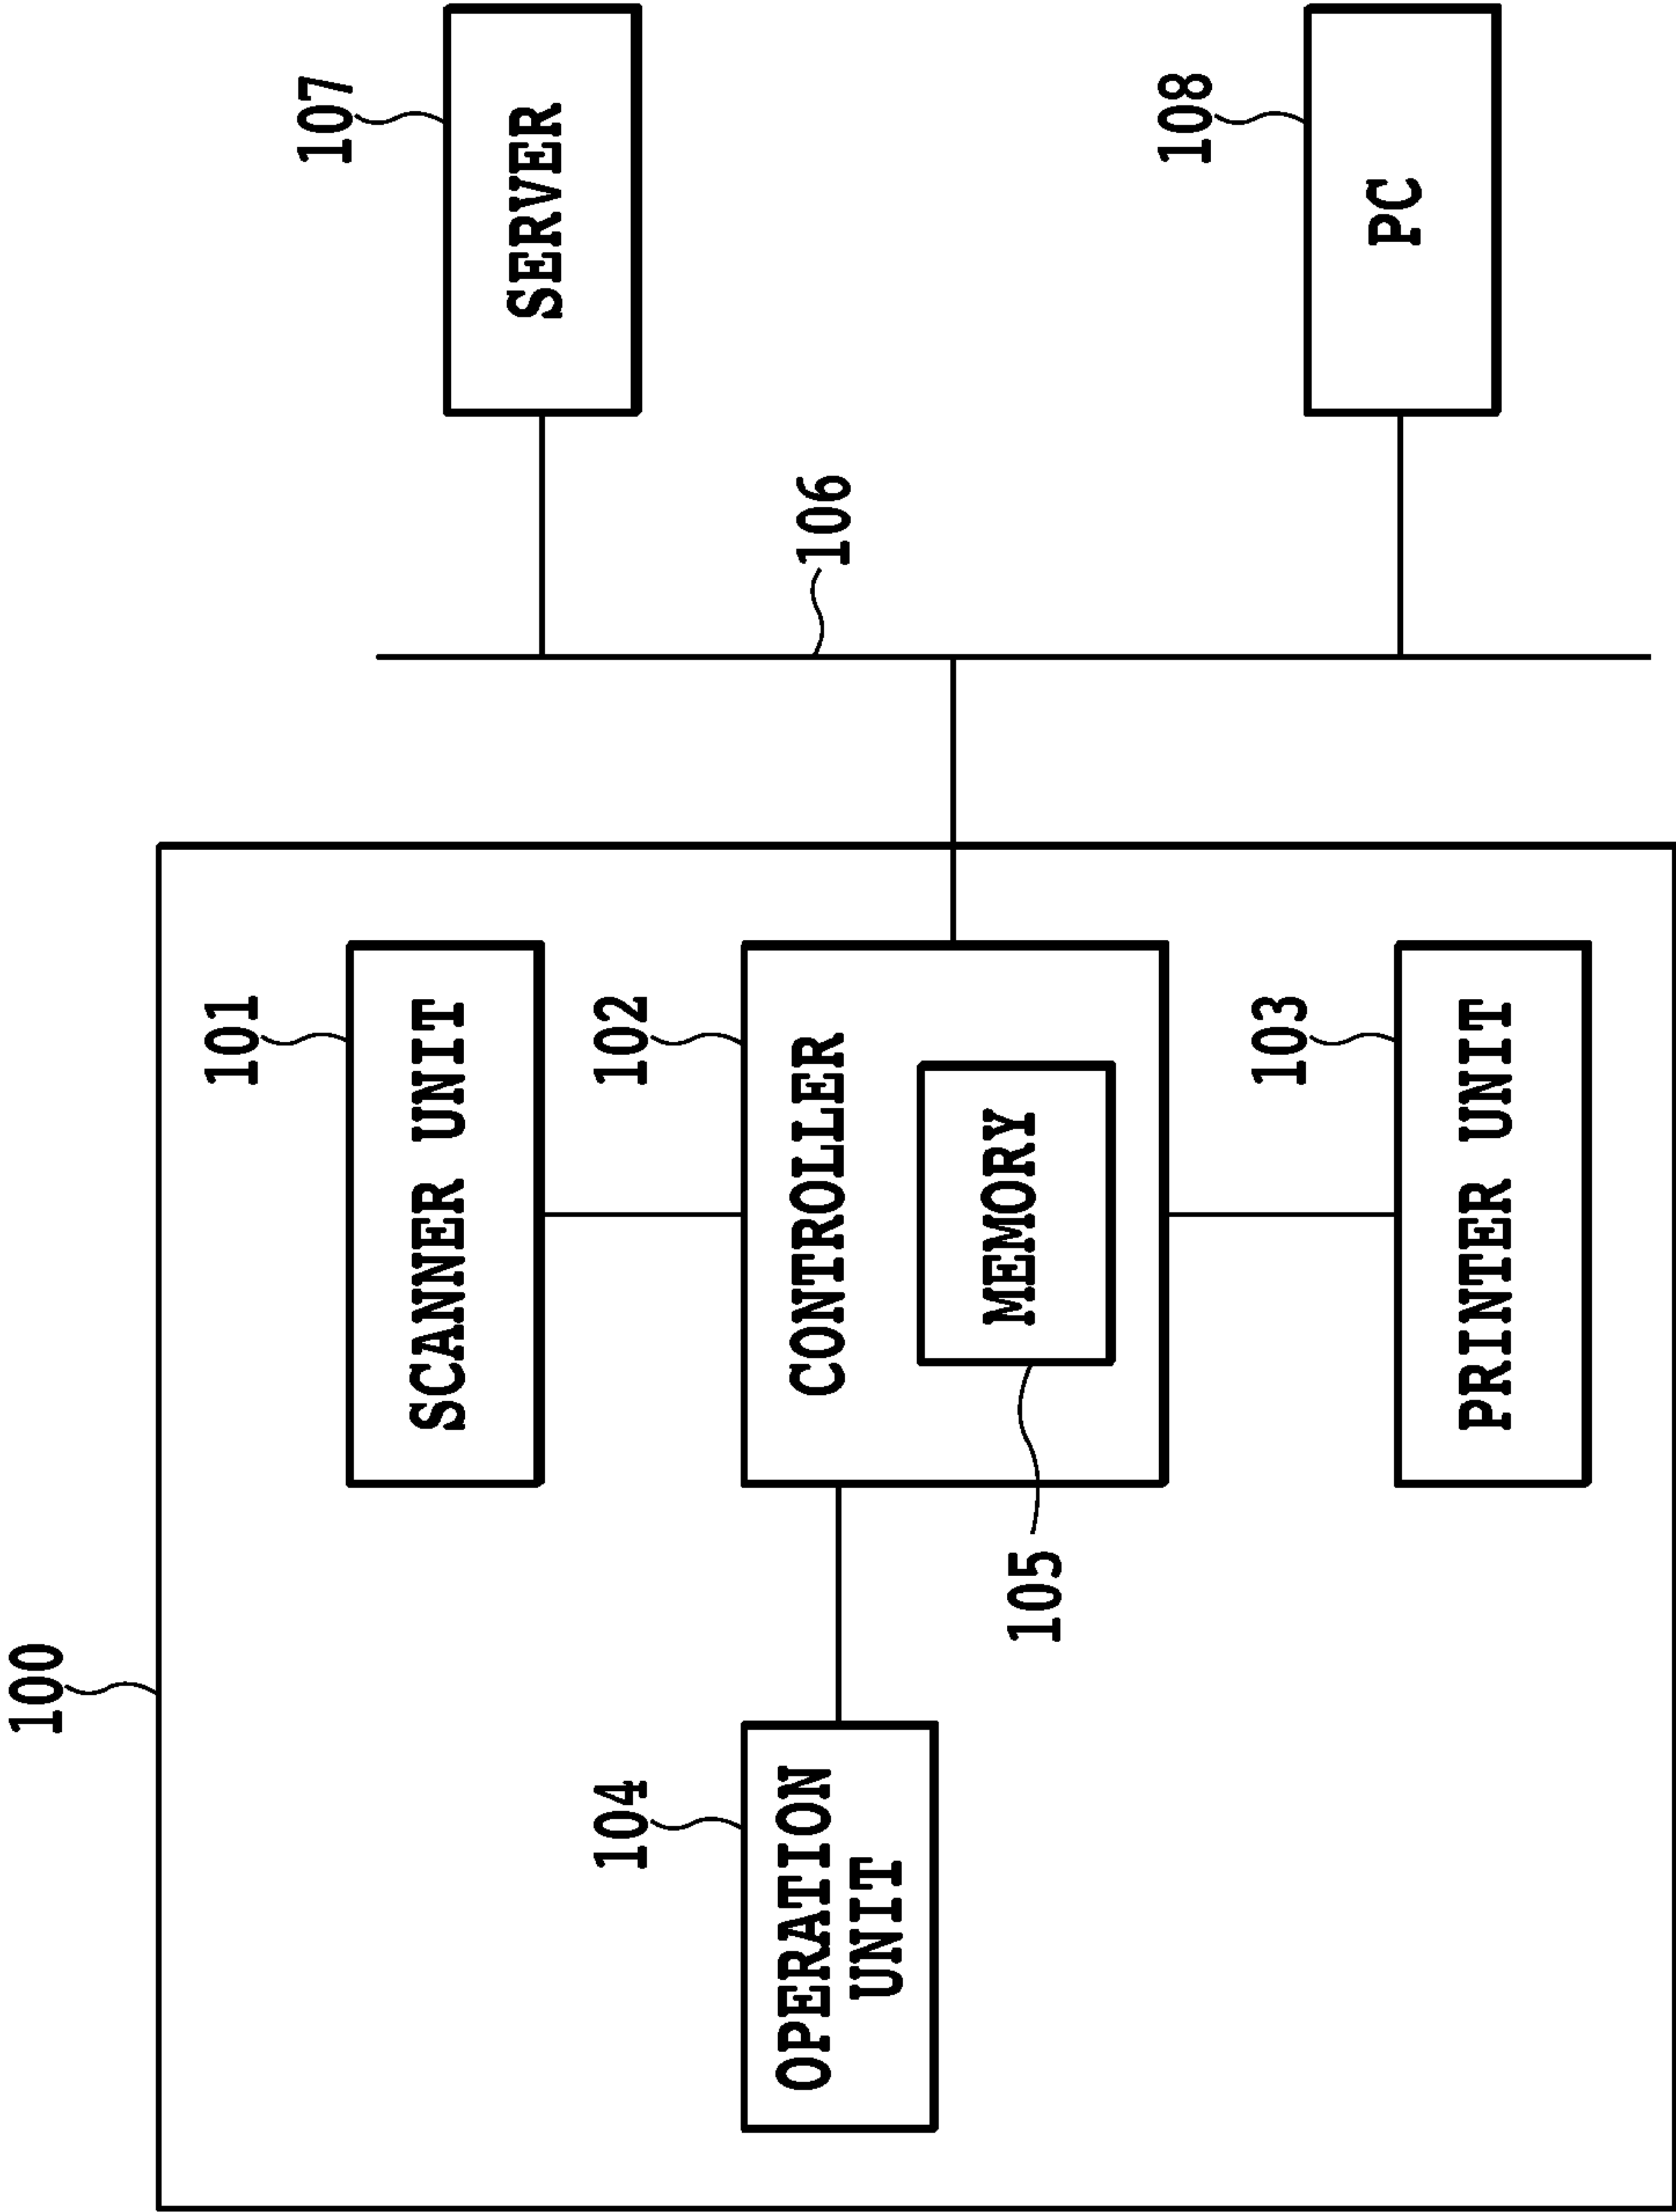 100
101
SCANNER UNIT
107
SERVER
102
CONTROLLER
104
OPERATION
UNIT
106
MEMORY
105
103
PRINTER UNIT
108
PC